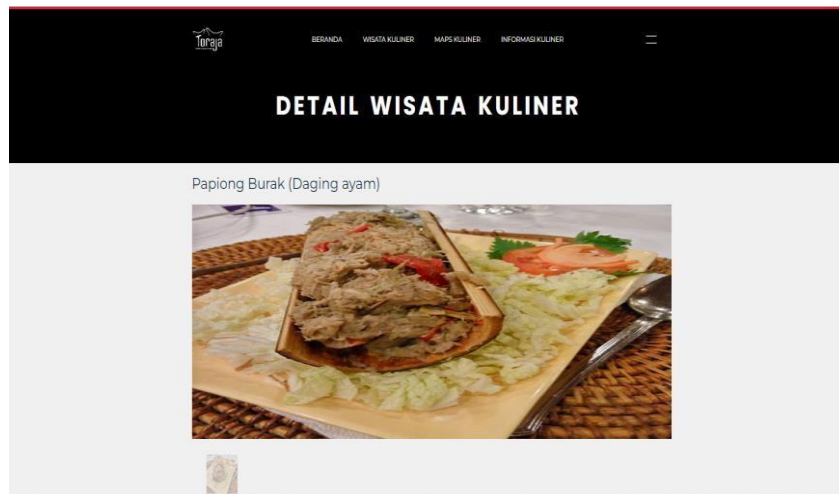 Toraja
BERANDA WISATA KULINER MAPS KULINER INFORMASI KULINER
DETAIL WISATA KULINER
Papiong Burak (Daging ayam)